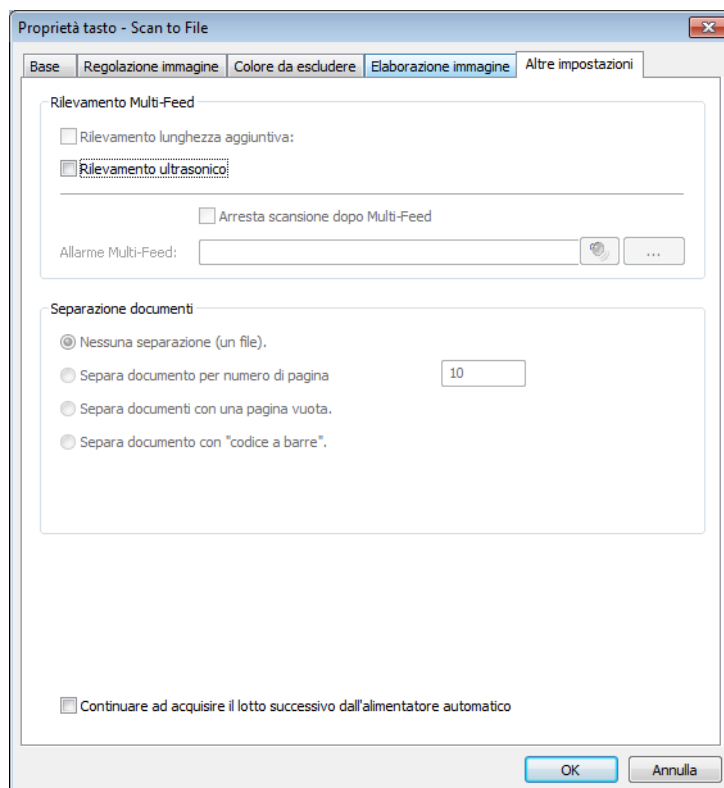 Proprietà tasto - Scan to File
Base Regolazione immagine Colore da escludere Elaborazione immagine Altre impostazioni
Rilevamento Multi-Feed
Rilevamento lunghezza aggiuntiva:
Rilevamento ultrasonico
Arresta scansione dopo Multi-Feed
Allarme Multi-Feed: ...
Separazione documenti
Nessuna separazione (un file).
Separa documento per numero di pagina 10
Separa documenti con una pagina vuota.
Separa documento con "codice a barre".
Continuare ad acquisire il lotto successivo dall'alimentatore automatico
OK Annulla